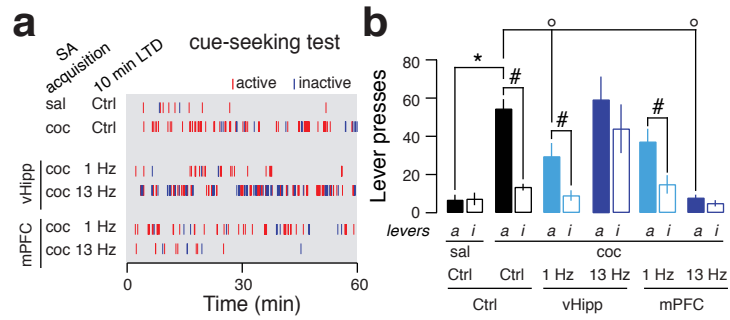 a
SA acquisition
10 min LTD
cue-seeking test
active inactive
sal Ctrl
coc Ctrl
vHipp
coc 1 Hz
coc 13 Hz
mPFC
coc 1 Hz
coc 13 Hz
0 30 60
Time (min)
b
Lever presses
80
60
40
20
0
* # # #
levers a i a i a i a i a i a i
sal coc
Ctrl Ctrl 1 Hz 13 Hz 1 Hz 13 Hz
Ctrl vHipp mPFC